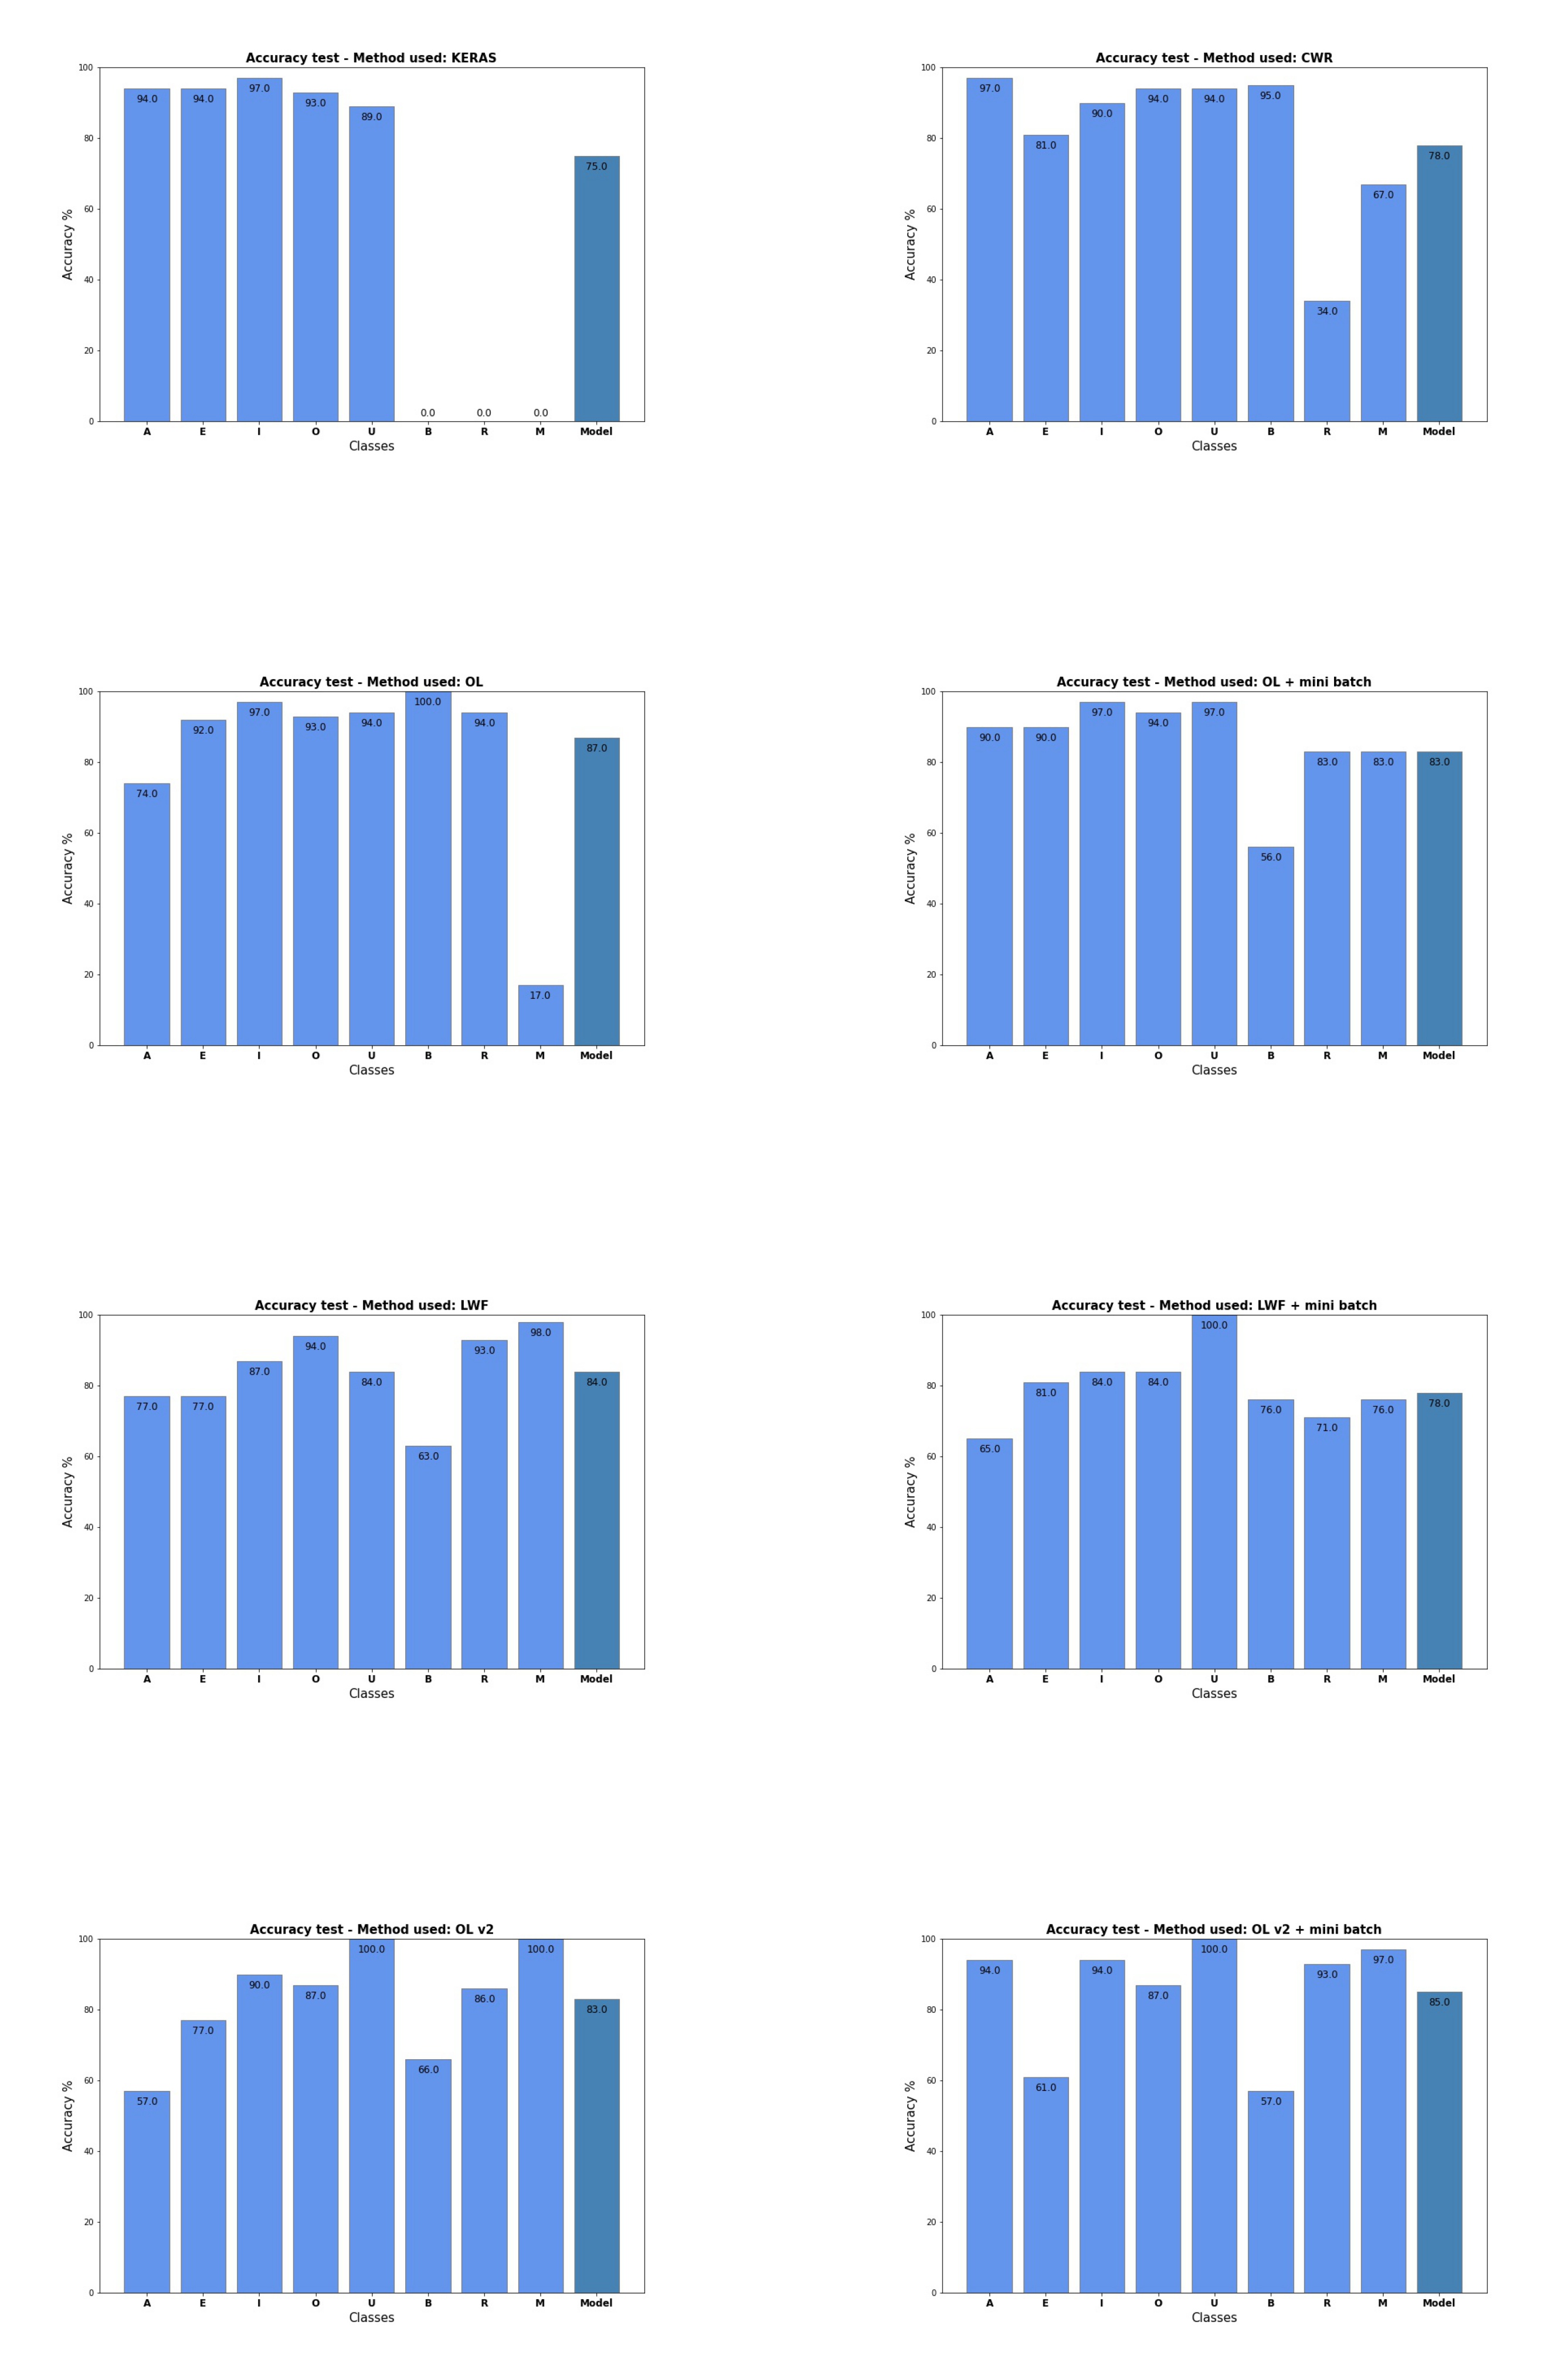 Accuracy test - Method used: KERAS
100
80
60
40
20
0
Accuracy %
94.0 94.0 97.0 93.0 89.0 0.0 0.0 0.0 75.0
A E I O U B R M Model
Classes
Accuracy test - Method used: CWR
100
80
60
40
20
0
Accuracy %
97.0 81.0 90.0 94.0 94.0 95.0 34.0 67.0 78.0
A E I O U B R M Model
Classes
Accuracy test - Method used: OL
100
80
60
40
20
0
Accuracy %
74.0 92.0 97.0 93.0 94.0 100.0 94.0 17.0 87.0
A E I O U B R M Model
Classes
Accuracy test - Method used: OL + mini batch
100
80
60
40
20
0
Accuracy %
90.0 90.0 97.0 94.0 97.0 56.0 83.0 83.0 83.0
A E I O U B R M Model
Classes
Accuracy test - Method used: LWF
100
80
60
40
20
0
Accuracy %
77.0 77.0 87.0 94.0 84.0 63.0 93.0 98.0 84.0
A E I O U B R M Model
Classes
Accuracy test - Method used: LWF + mini batch
100
80
60
40
20
0
Accuracy %
65.0 81.0 84.0 84.0 100.0 76.0 71.0 76.0 78.0
A E I O U B R M Model
Classes
Accuracy test - Method used: OL v2
100
80
60
40
20
0
Accuracy %
57.0 77.0 90.0 87.0 100.0 66.0 86.0 100.0 83.0
A E I O U B R M Model
Classes
Accuracy test - Method used: OL v2 + mini batch
100
80
60
40
20
0
Accuracy %
94.0 61.0 94.0 87.0 100.0 57.0 93.0 97.0 85.0
A E I O U B R M Model
Classes